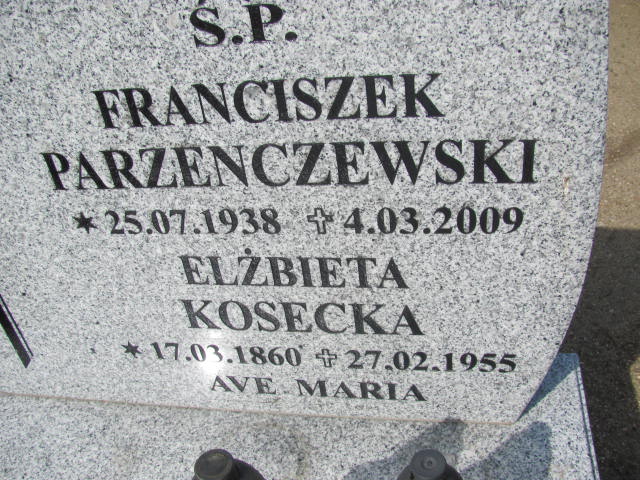 Ś.P.
FRANCISZEK
PARZENCZEWSKI
* 25.07.1938 ✝ 4.03.2009
ELŻBIETA
KOSECKA
* 17.03.1860 ✝ 27.02.1955
AVE MARIA